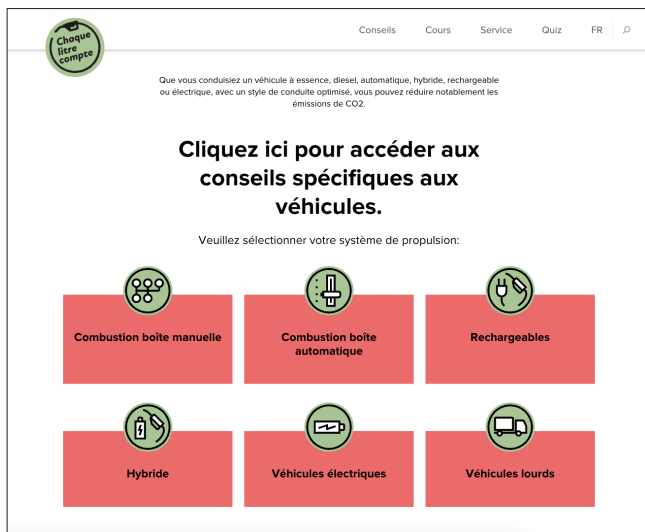 Chaque
litre
compte
Conseils Cours Service Quiz FR
Que vous conduisiez un véhicule à essence, diesel, automatique, hybride, rechargeable
ou électrique, avec un style de conduite optimisé, vous pouvez réduire notablement les
émissions de CO2.
Cliquez ici pour accéder aux
conseils spécifiques aux
véhicules.
Veuillez sélectionner votre système de propulsion:
Combustion boîte manuelle
Combustion boîte
automatique
Rechargeables
Hybride
Véhicules électriques
Véhicules lourds